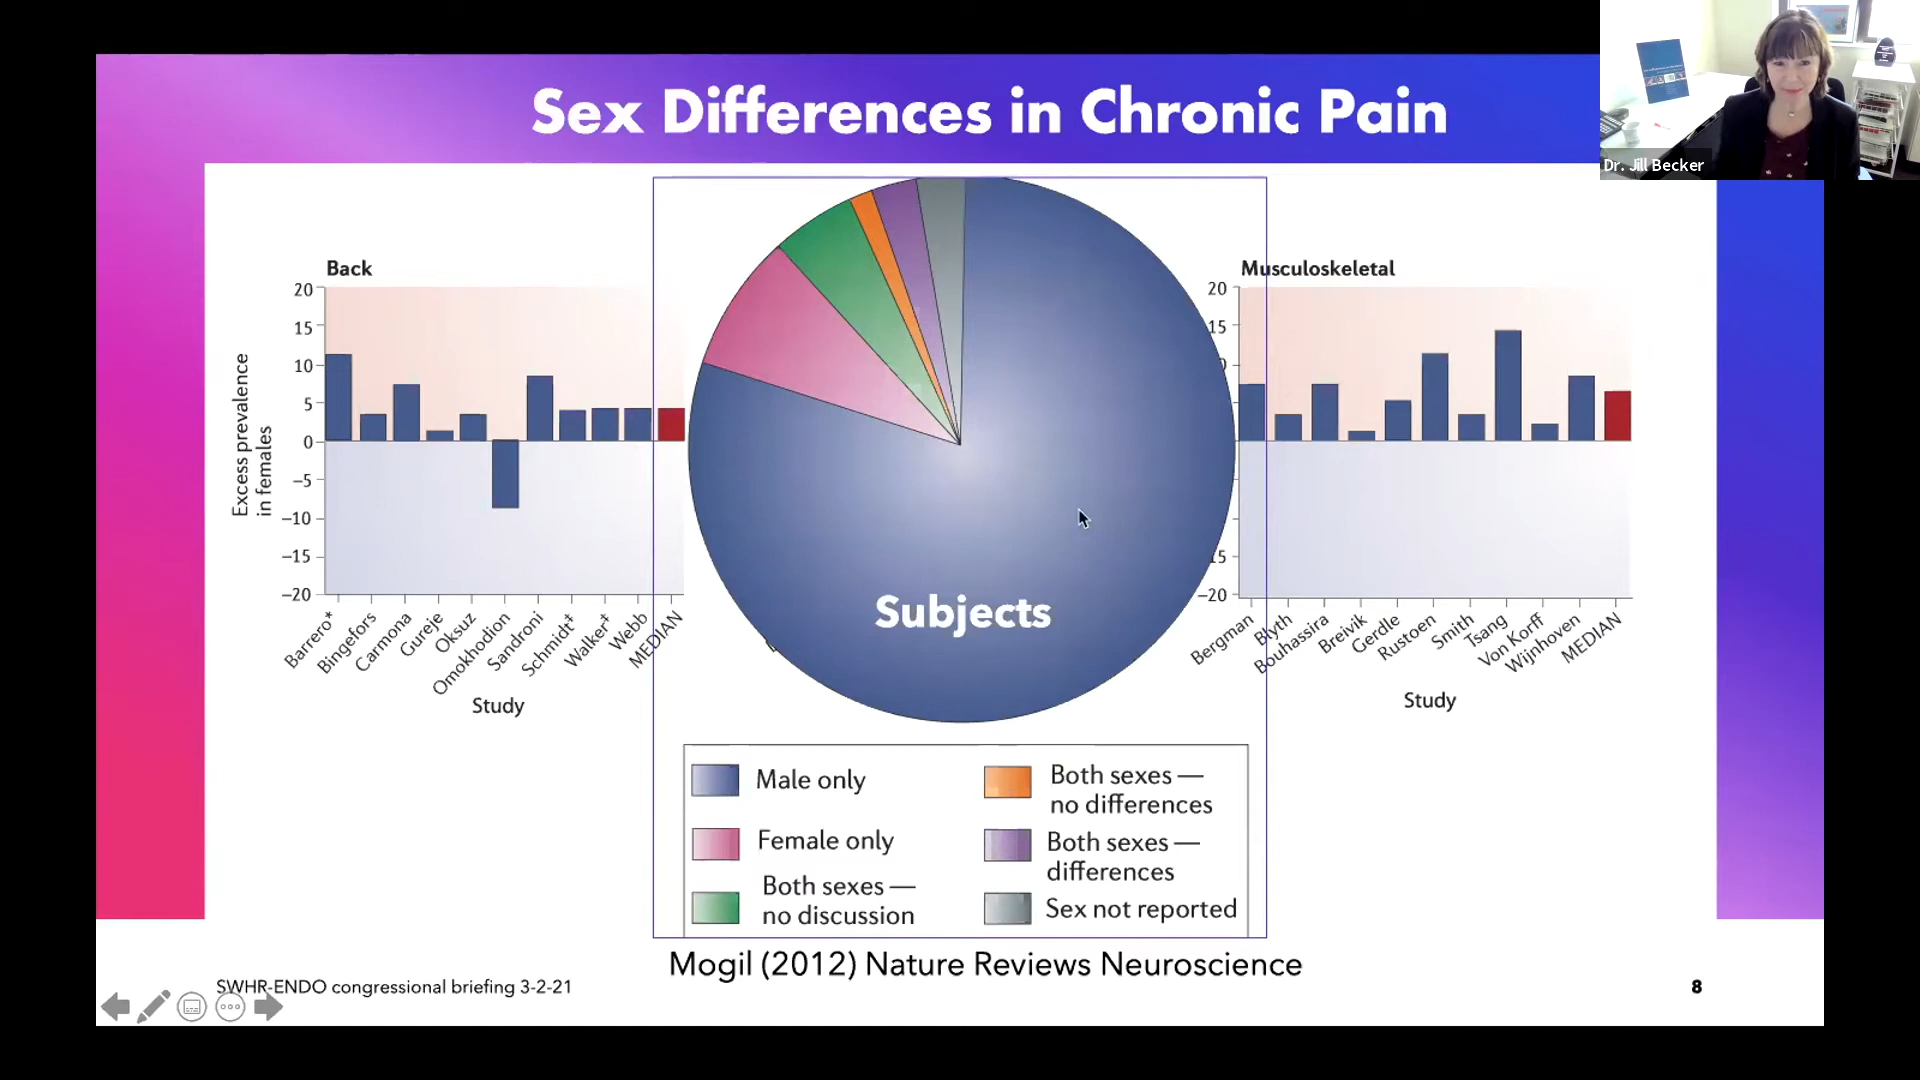 Sex Differences in Chronic Pain
Dr. Jill Becker
Back
20
15
10
5
0
−5
−10
−15
−20
Excess prevalence
in females
Barrero*
Bingefors
Carmona
Gureje
Oksuz
Omokhodion
Sandroni
Schmidt‡
Walker‡
Webb
MEDIAN
Study
Subjects
Male only
Female only
Both sexes —
no discussion
Both sexes —
no differences
Both sexes —
differences
Sex not reported
Musculoskeletal
20
15
5
−20
Bergman
Blyth
Bouhassira
Breivik
Gerdle
Rustoen
Smith
Tsang
Von Korff
Wijnhoven
MEDIAN
Study
Mogil (2012) Nature Reviews Neuroscience
SWHR-ENDO congressional briefing 3-2-21
8